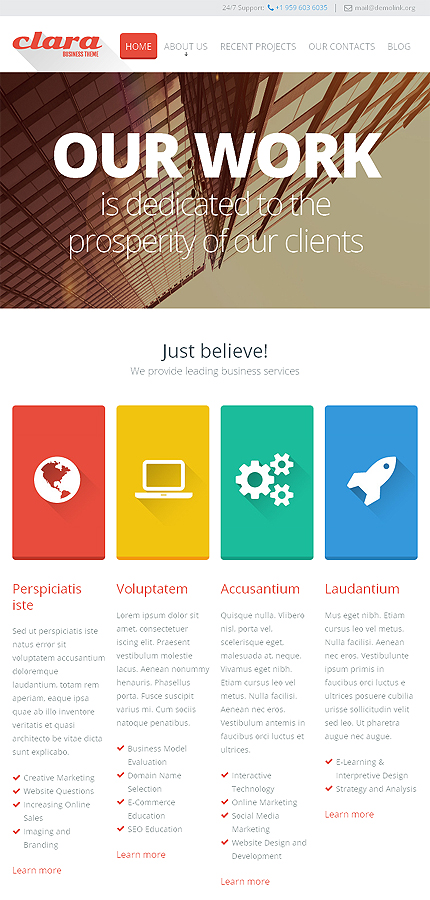 24/7 Support: +1 959 603 6035 | mail@demolink.org
clara
BUSINESS THEME
HOME ABOUT US RECENT PROJECTS OUR CONTACTS BLOG
OUR WORK
is dedicated to the
prosperity of our clients
Just believe!
We provide leading business services
Perspiciatis
iste
Sed ut perspiciatis iste
natus error sit
voluptatem accusantium
doloremque
laudantium, totam rem
aperiam, eaque ipsa
quae ab illo inventore
veritatis et quasi
architecto be vitae dicta
sunt explicabo.
Creative Marketing
Website Questions
Increasing Online
Sales
Imaging and
Branding
Learn more
Voluptatem
Lorem ipsum dolor sit
amet, consectetuer
iscing elit. Praesent
vestibulum molestie
lacus. Aenean nonummy
henauris. Phasellus
porta. Fusce suscipit
varius mi. Cum sociis
natoque penatibus.
Business Model
Evaluation
Domain Name
Selection
E-Commerce
Education
SEO Education
Learn more
Accusantium
Quisque nulla. Vlibero
nisl, porta vel,
scelerisque eget,
malesuada at, neque.
Vivamus eget nibh.
Etiam cursus leo vel
metus. Nulla facilisi.
Aenean nec eros.
Vestibulum antemis in
faucibus orci luctus et
ultrices.
Interactive
Technology
Online Marketing
Social Media
Marketing
Website Design and
Development
Learn more
Laudantium
Mus eget nibh. Etiam
cursus leo vel metus.
Nulla facilisi. Aenean
nec eros. Vestibulunte
ipsum primis in
faucibus orci luctus e
ultrices posuere cubilia
urisse sollicitudin velit
sed leo. Ut pharetra
augue nec augue.
E-Learning &
Interpretive Design
Strategy and Analysis
Learn more